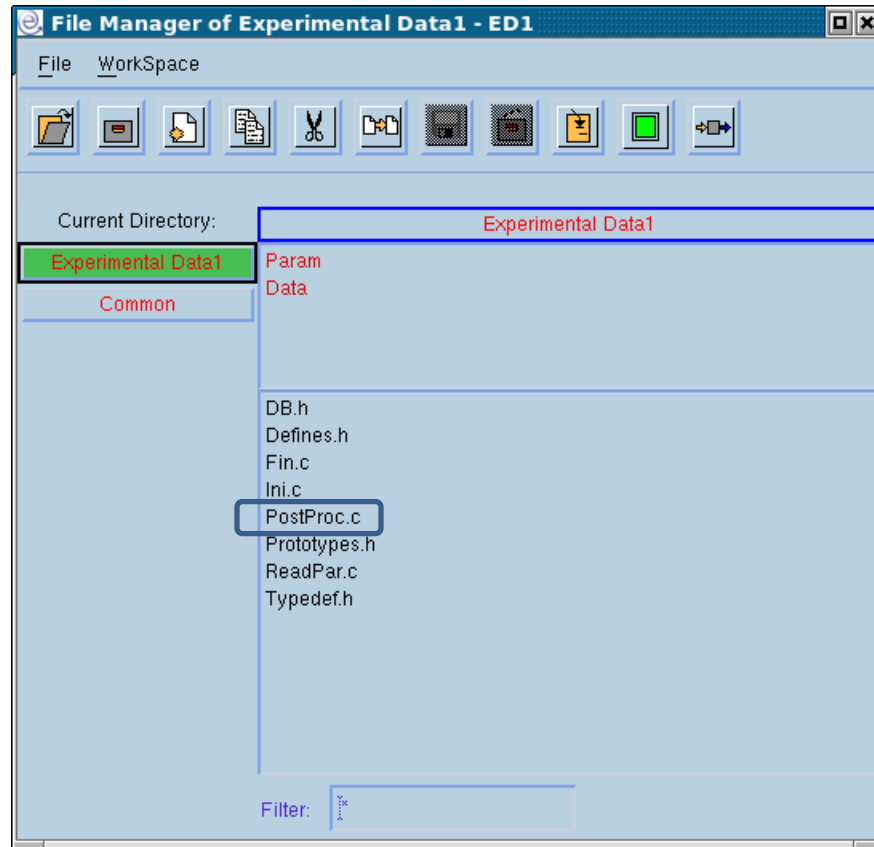 File Manager of Experimental Data1 - ED1
File WorkSpace
Current Directory: Experimental Data1
Experimental Data1
Common
Param
Data
DB.h
Defines.h
Fin.c
Ini.c
PostProc.c
Prototypes.h
ReadPar.c
Typedef.h
Filter: *